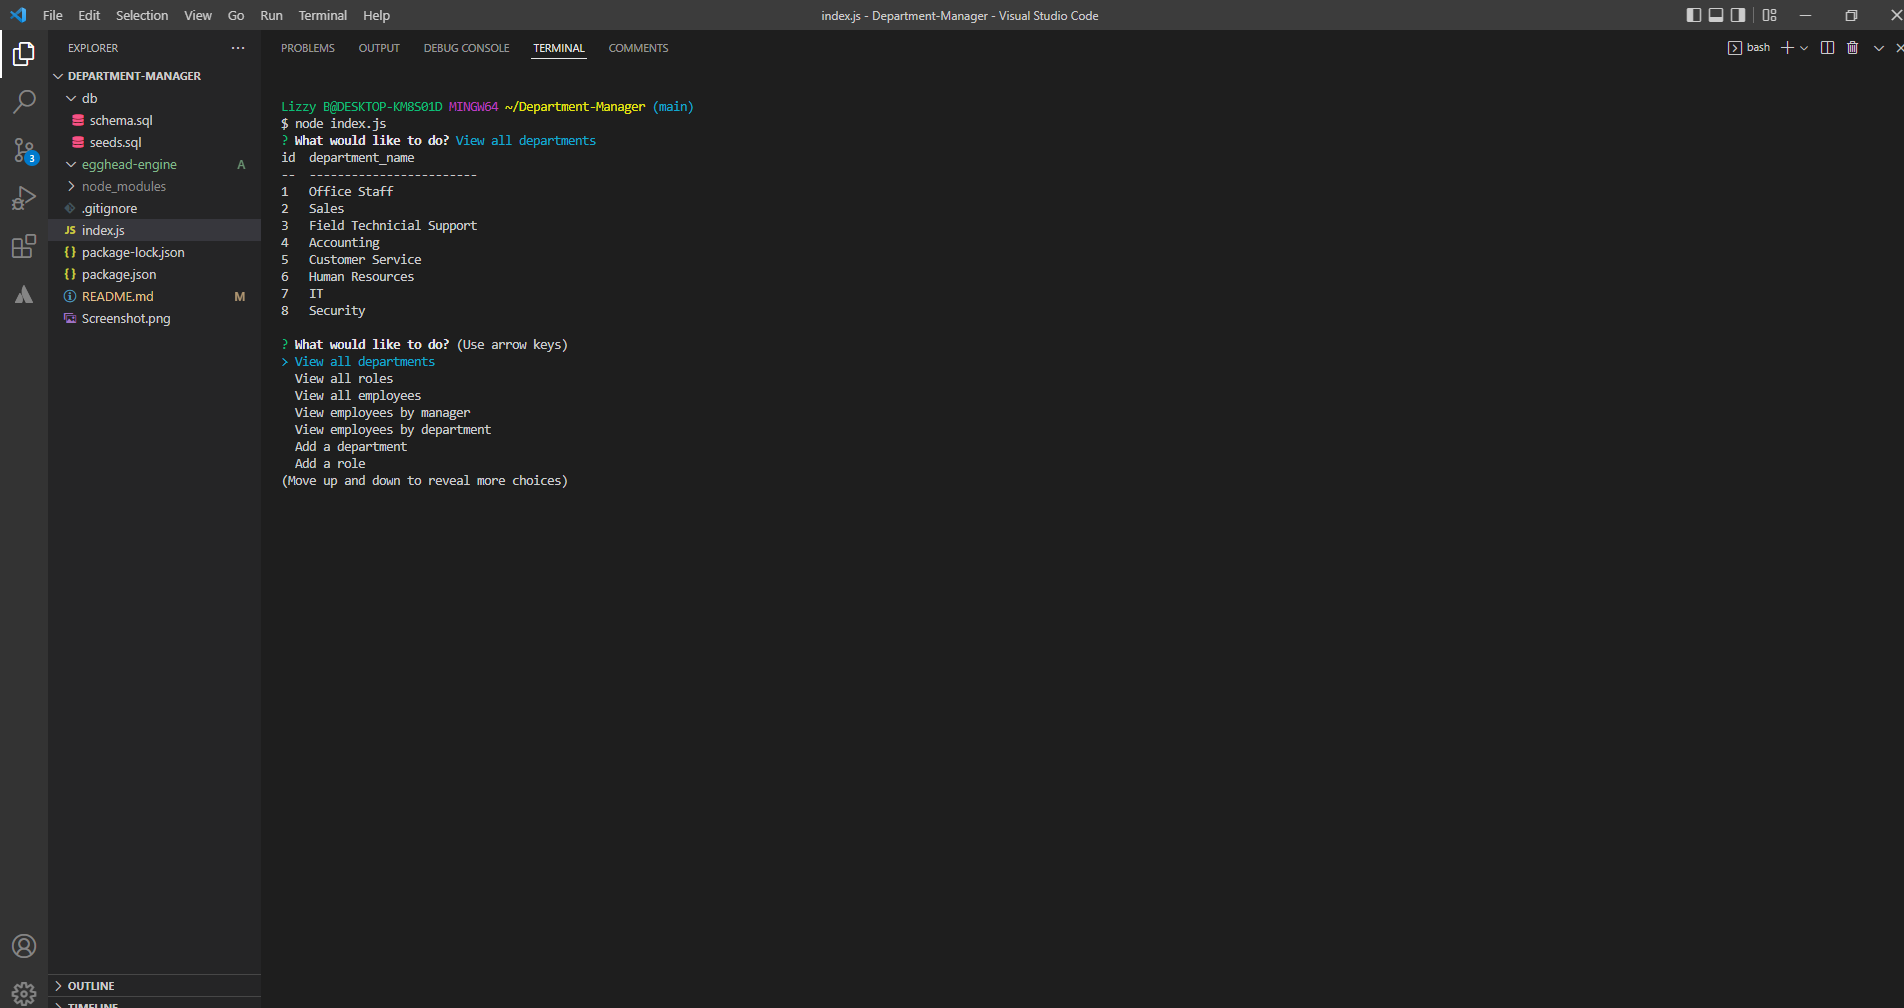 File Edit Selection View Go Run Terminal Help
index.js - Department-Manager - Visual Studio Code
EXPLORER
DEPARTMENT-MANAGER
db
schema.sql
seeds.sql
egghead-engine A
node_modules
.gitignore
JS index.js
{} package-lock.json
{} package.json
README.md M
Screenshot.png
3
OUTLINE
TIMELINE
PROBLEMS OUTPUT DEBUG CONSOLE TERMINAL COMMENTS
bash
Lizzy B@DESKTOP-KM8S01D MINGW64 ~/Department-Manager (main)
$ node index.js
? What would like to do? View all departments
id department_name
-- ------------------------
1 Office Staff
2 Sales
3 Field Technicial Support
4 Accounting
5 Customer Service
6 Human Resources
7 IT
8 Security
? What would like to do? (Use arrow keys)
> View all departments
View all roles
View all employees
View employees by manager
View employees by department
Add a department
Add a role
(Move up and down to reveal more choices)